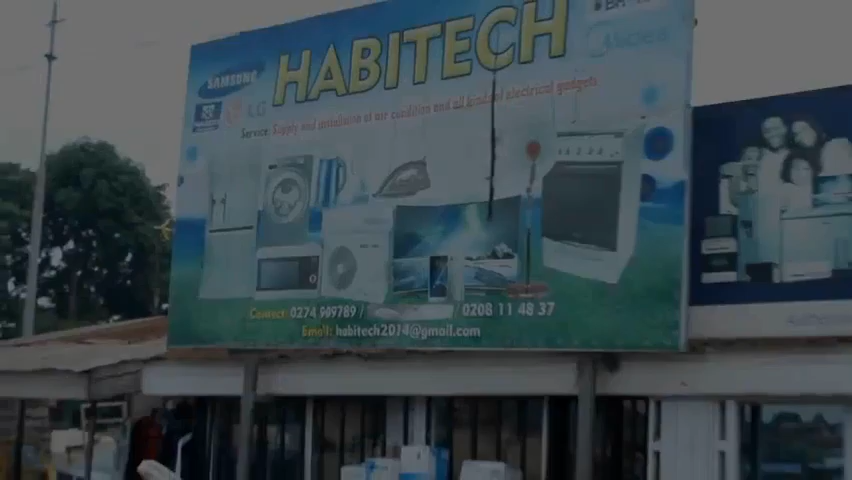 HABITECH
SAMSUNG
LG
Midea
Service: Supply and installation of air condition and all kinds of electrical gadgets
Contact: 0274 989789 / 0208 11 48 37
Email: habitech2014@gmail.com